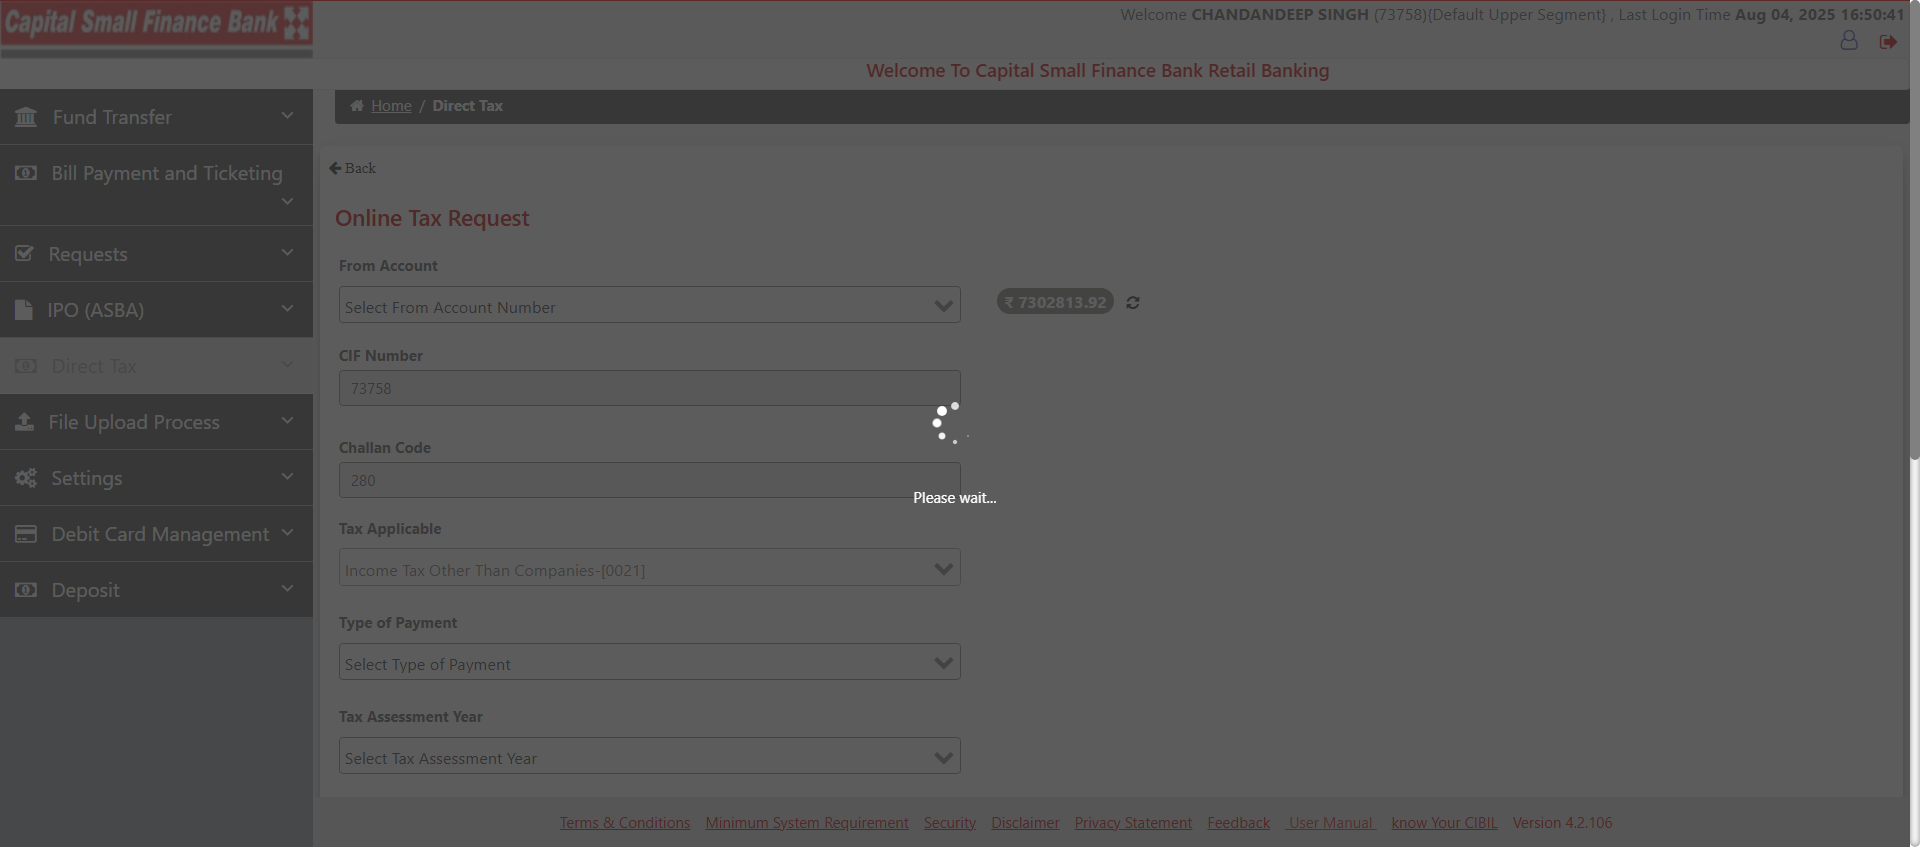 Capital Small Finance Bank
Welcome CHANDANDEEP SINGH (73758){Default Upper Segment} , Last Login Time Aug 04, 2025 16:50:41
Welcome To Capital Small Finance Bank Retail Banking
Fund Transfer
Bill Payment and Ticketing
Requests
IPO (ASBA)
Direct Tax
File Upload Process
Settings
Debit Card Management
Deposit
Home / Direct Tax
Back
Online Tax Request
From Account
Select From Account Number
₹ 7302813.92
CIF Number
73758
Challan Code
280
Please wait...
Tax Applicable
Income Tax Other Than Companies-[0021]
Type of Payment
Select Type of Payment
Tax Assessment Year
Select Tax Assessment Year
Terms & Conditions Minimum System Requirement Security Disclaimer Privacy Statement Feedback User Manual know Your CIBIL Version 4.2.106